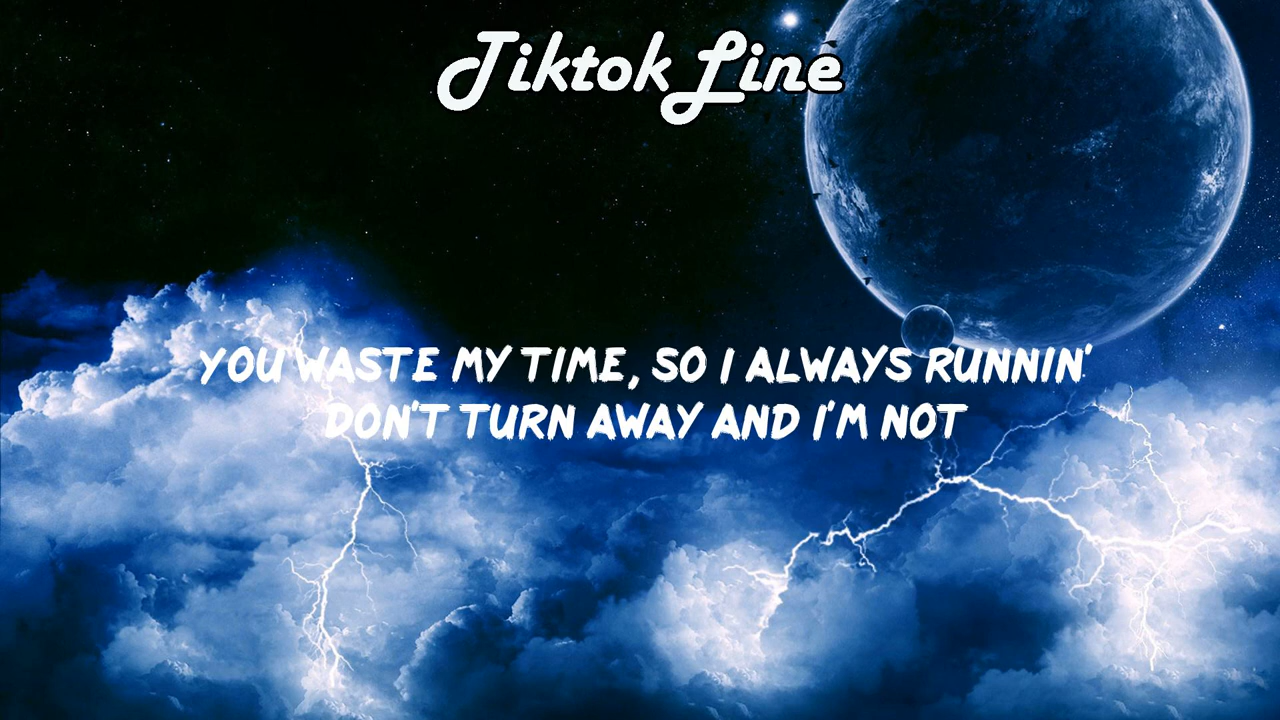 Tiktok Line
YOU WASTE MY TIME, SO I ALWAYS RUNNIN'
DON'T TURN AWAY AND I'M NOT